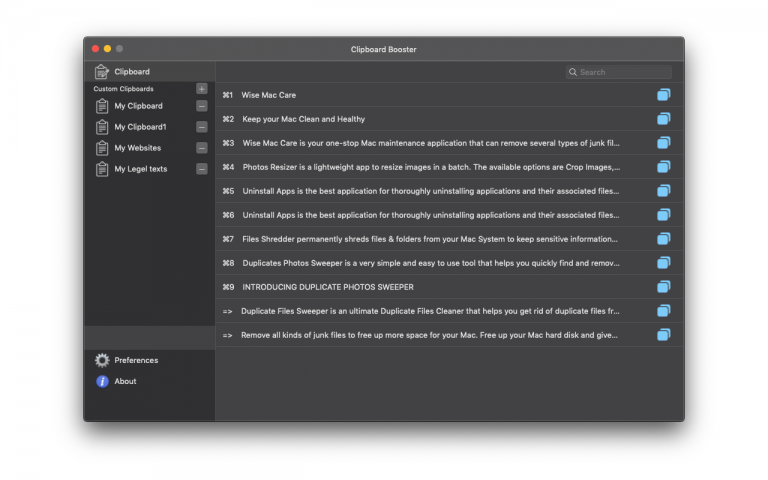 Clipboard Booster
Clipboard
Search
Custom Clipboards +
My Clipboard –
My Clipboard1 –
My Websites –
My Legel texts –
Preferences
i About
⌘1 Wise Mac Care
⌘2 Keep your Mac Clean and Healthy
⌘3 Wise Mac Care is your one-stop Mac maintenance application that can remove several types of junk fil...
⌘4 Photos Resizer is a lightweight app to resize images in a batch. The available options are Crop Images,...
⌘5 Uninstall Apps is the best application for thoroughly uninstalling applications and their associated files...
⌘6 Uninstall Apps is the best application for thoroughly uninstalling applications and their associated files...
⌘7 Files Shredder permanently shreds files & folders from your Mac System to keep sensitive information...
⌘8 Duplicates Photos Sweeper is a very simple and easy to use tool that helps you quickly find and remov...
⌘9 INTRODUCING DUPLICATE PHOTOS SWEEPER
=> Duplicate Files Sweeper is an ultimate Duplicate Files Cleaner that helps you get rid of duplicate files fr...
=> Remove all kinds of junk files to free up more space for your Mac. Free up your Mac hard disk and give...